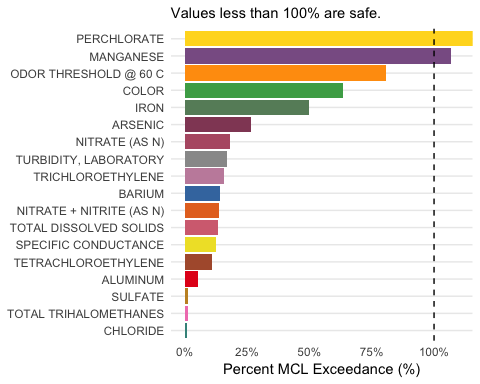 Values less than 100% are safe.
PERCHLORATE
MANGANESE
ODOR THRESHOLD @ 60 C
COLOR
IRON
ARSENIC
NITRATE (AS N)
TURBIDITY, LABORATORY
TRICHLOROETHYLENE
BARIUM
NITRATE + NITRITE (AS N)
TOTAL DISSOLVED SOLIDS
SPECIFIC CONDUCTANCE
TETRACHLOROETHYLENE
ALUMINUM
SULFATE
TOTAL TRIHALOMETHANES
CHLORIDE
0% 25% 50% 75% 100%
Percent MCL Exceedance (%)